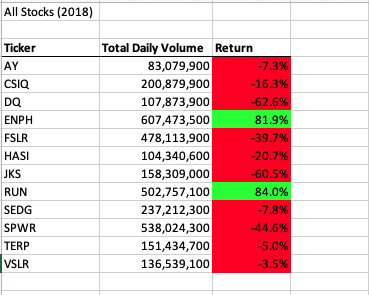 All Stocks (2018)
Ticker Total Daily Volume Return
AY 83,079,900 -7.3%
CSIQ 200,879,900 -16.3%
DQ 107,873,900 -62.6%
ENPH 607,473,500 81.9%
FSLR 478,113,900 -39.7%
HASI 104,340,600 -20.7%
JKS 158,309,000 -60.5%
RUN 502,757,100 84.0%
SEDG 237,212,300 -7.8%
SPWR 538,024,300 -44.6%
TERP 151,434,700 -5.0%
VSLR 136,539,100 -3.5%